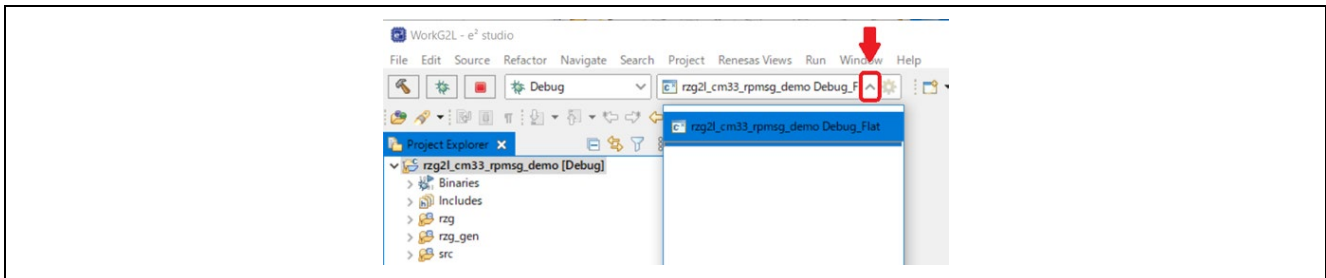 WorkG2L - e² studio
File Edit Source Refactor Navigate Search Project Renesas Views Run Window Help
Debug
rzg2l_cm33_rpmsg_demo Debug_F
rzg2l_cm33_rpmsg_demo Debug_Flat
Project Explorer
rzg2l_cm33_rpmsg_demo [Debug]
Binaries
Includes
rzg
rzg_gen
src